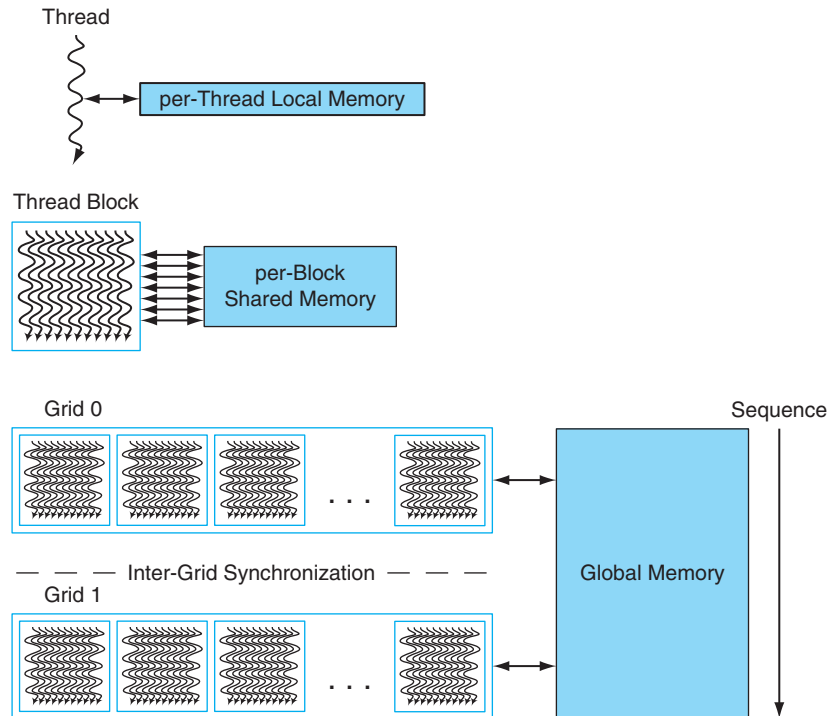 Thread
per-Thread Local Memory
Thread Block
per-Block
Shared Memory
Grid 0
Sequence
. . .
Inter-Grid Synchronization
Global Memory
Grid 1
. . .